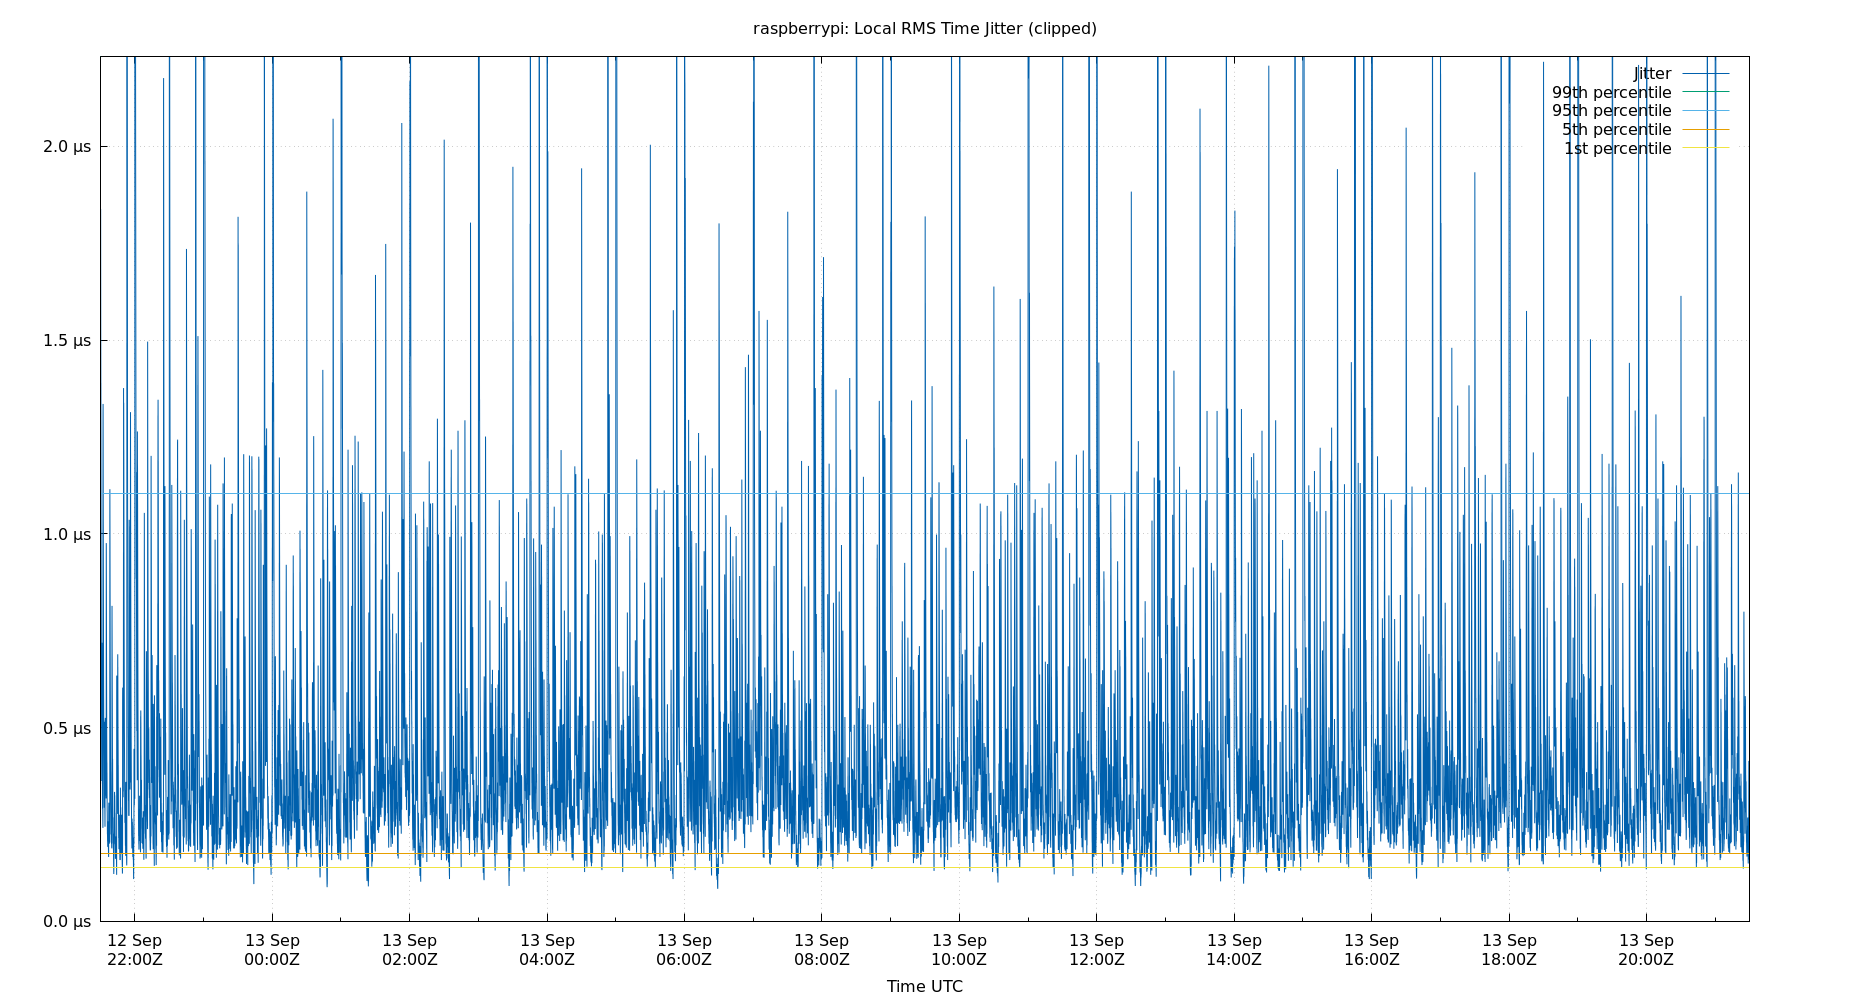 raspberrypi: Local RMS Time Jitter (clipped)
Jitter
99th percentile
95th percentile
5th percentile
1st percentile
2.0 µs
1.5 µs
1.0 µs
0.5 µs
0.0 µs
12 Sep 13 Sep 13 Sep 13 Sep 13 Sep 13 Sep 13 Sep 13 Sep 13 Sep 13 Sep 13 Sep 13 Sep
22:00Z 00:00Z 02:00Z 04:00Z 06:00Z 08:00Z 10:00Z 12:00Z 14:00Z 16:00Z 18:00Z 20:00Z
Time UTC